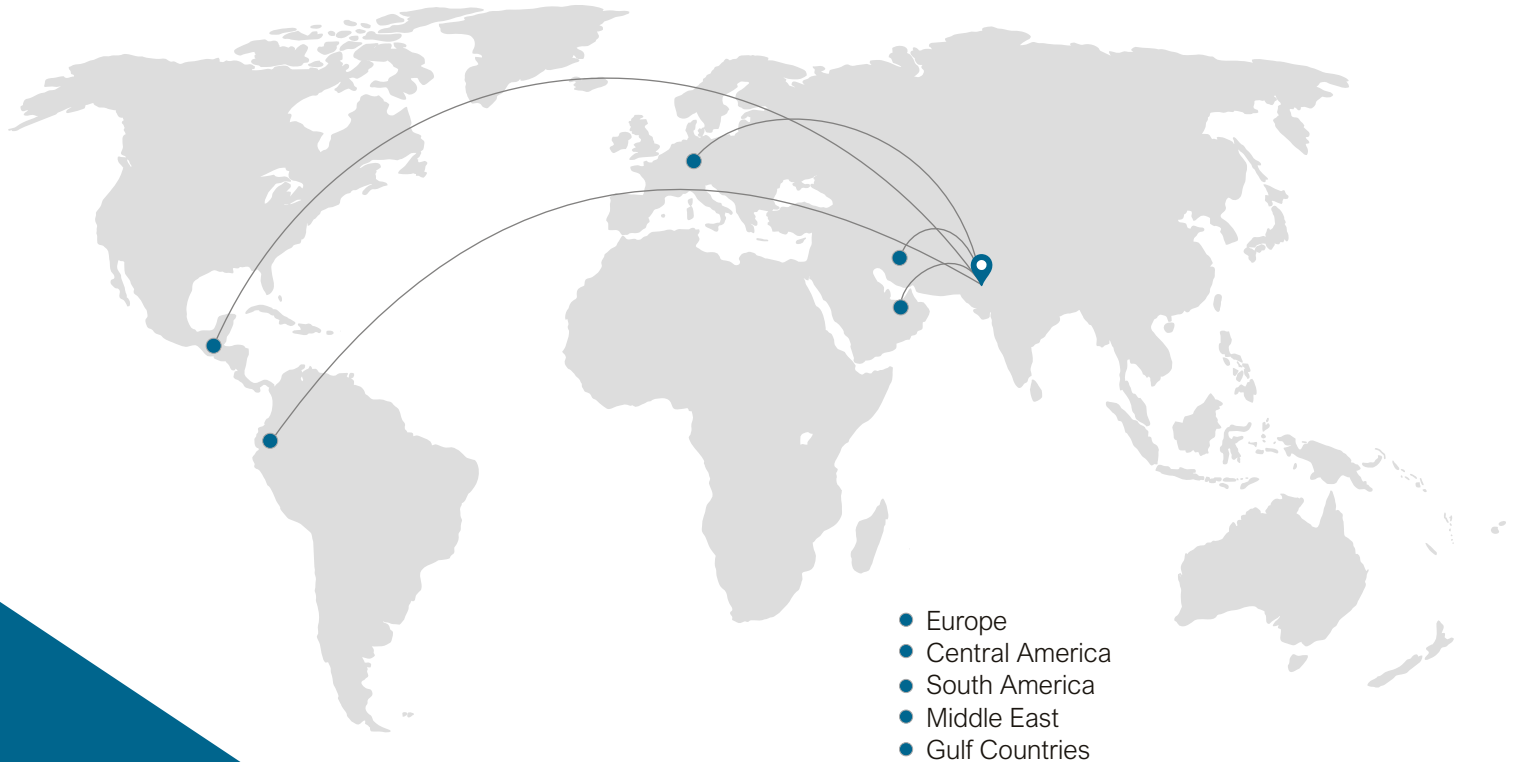 Europe
Central America
South America
Middle East
Gulf Countries